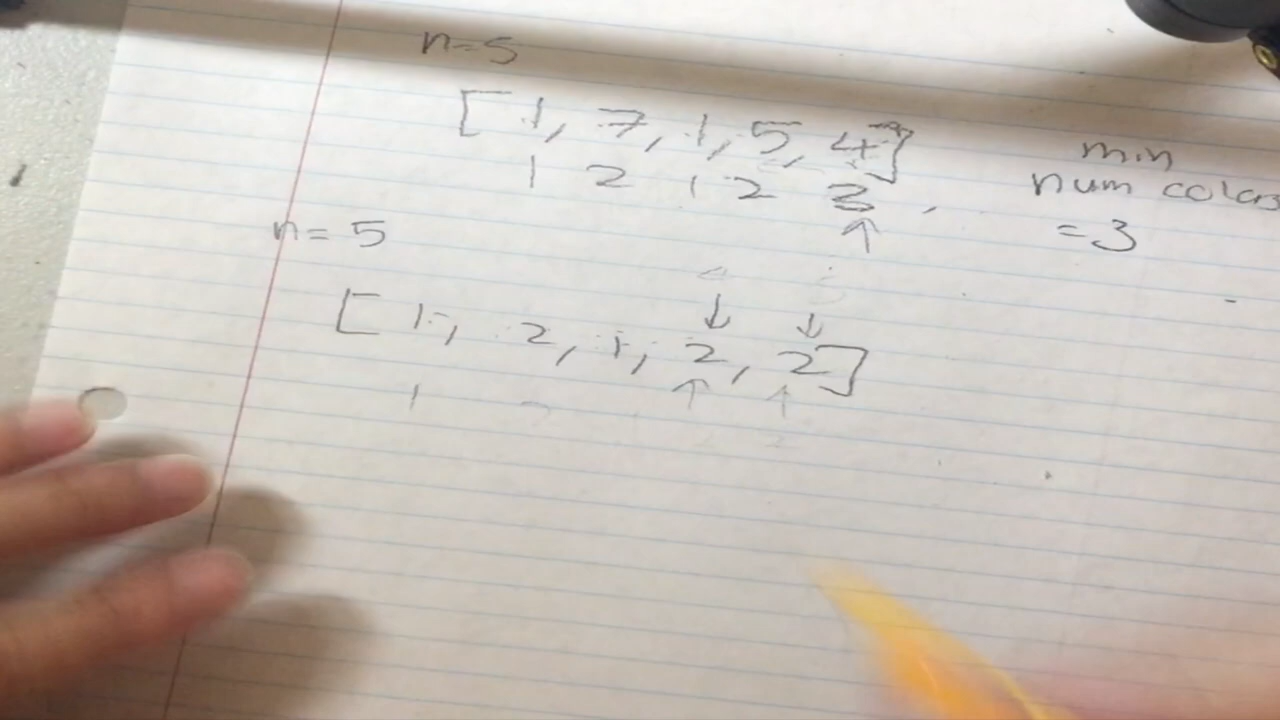 n=5
[1, 7, 1, 5, 4]
1 2 1 2 3
min
num colors
=3
n=5
[1, 2, 1, 2, 2]
1